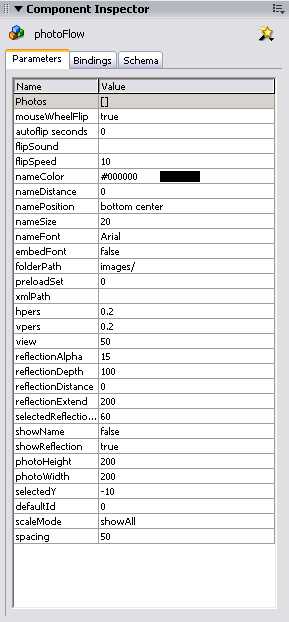 Component Inspector
photoFlow
Parameters Bindings Schema
Name Value
Photos []
mouseWheelFlip true
autoflip seconds 0
flipSound
flipSpeed 10
nameColor #000000
nameDistance 0
namePosition bottom center
nameSize 20
nameFont Arial
embedFont false
folderPath images/
preloadSet 0
xmlPath
hpers 0.2
vpers 0.2
view 50
reflectionAlpha 15
reflectionDepth 100
reflectionDistance 0
reflectionExtend 200
selectedReflectio... 60
showName false
showReflection true
photoHeight 200
photoWidth 200
selectedY -10
defaultId 0
scaleMode showAll
spacing 50